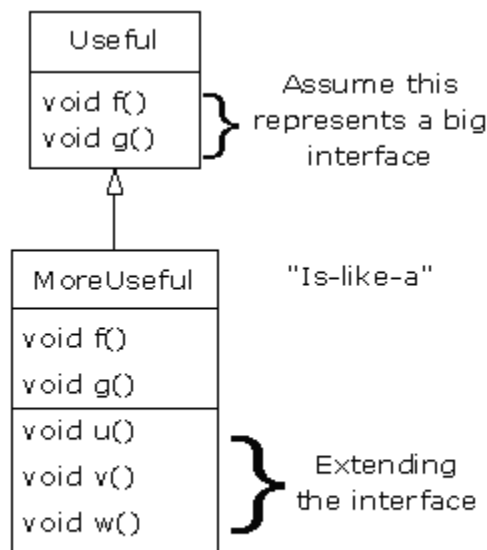 Useful
void f()
void g()
Assume this
represents a big
interface
MoreUseful
"Is-like-a"
void f()
void g()
void u()
void v()
void w()
Extending
the interface